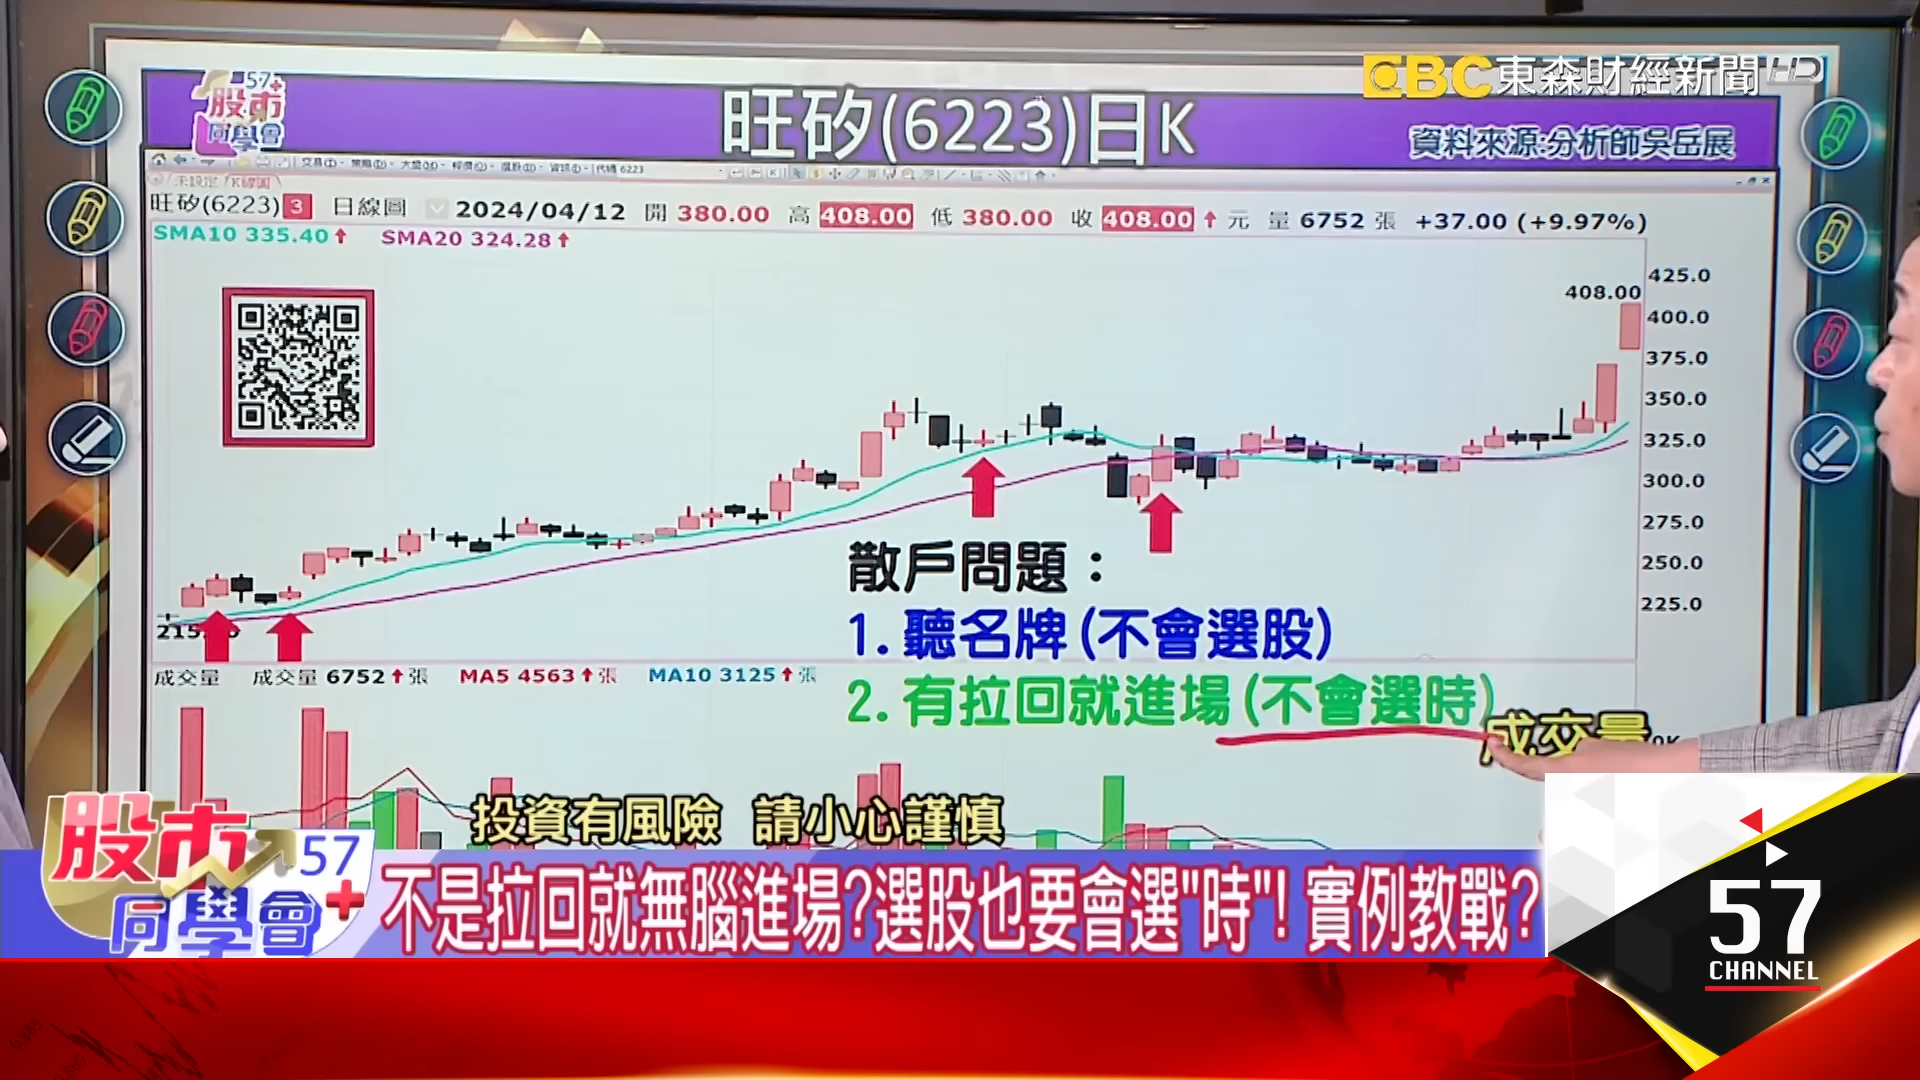 57+
股市
同學會
旺矽(6223)日K
EBC東森財經新聞HD
資料來源:分析師吳岳展
代碼 6223
旺矽(6223) 3 日線圖 2024/04/12 開 380.00 高 408.00 低 380.00 收 408.00↑ 元 量 6752 張 +37.00 (+9.97%)
SMA10 335.40↑ SMA20 324.28↑
425.0
408.00
400.0
375.0
350.0
325.0
300.0
275.0
250.0
225.0
散戶問題：
1.聽名牌(不會選股)
2.有拉回就進場(不會選時)
成交量
成交量 成交量 6752↑張 MA5 4563↑張 MA10 3125↑張
投資有風險 請小心謹慎
股市57
同學會+
不是拉回就無腦進場?選股也要會選"時"! 實例教戰?
57
CHANNEL